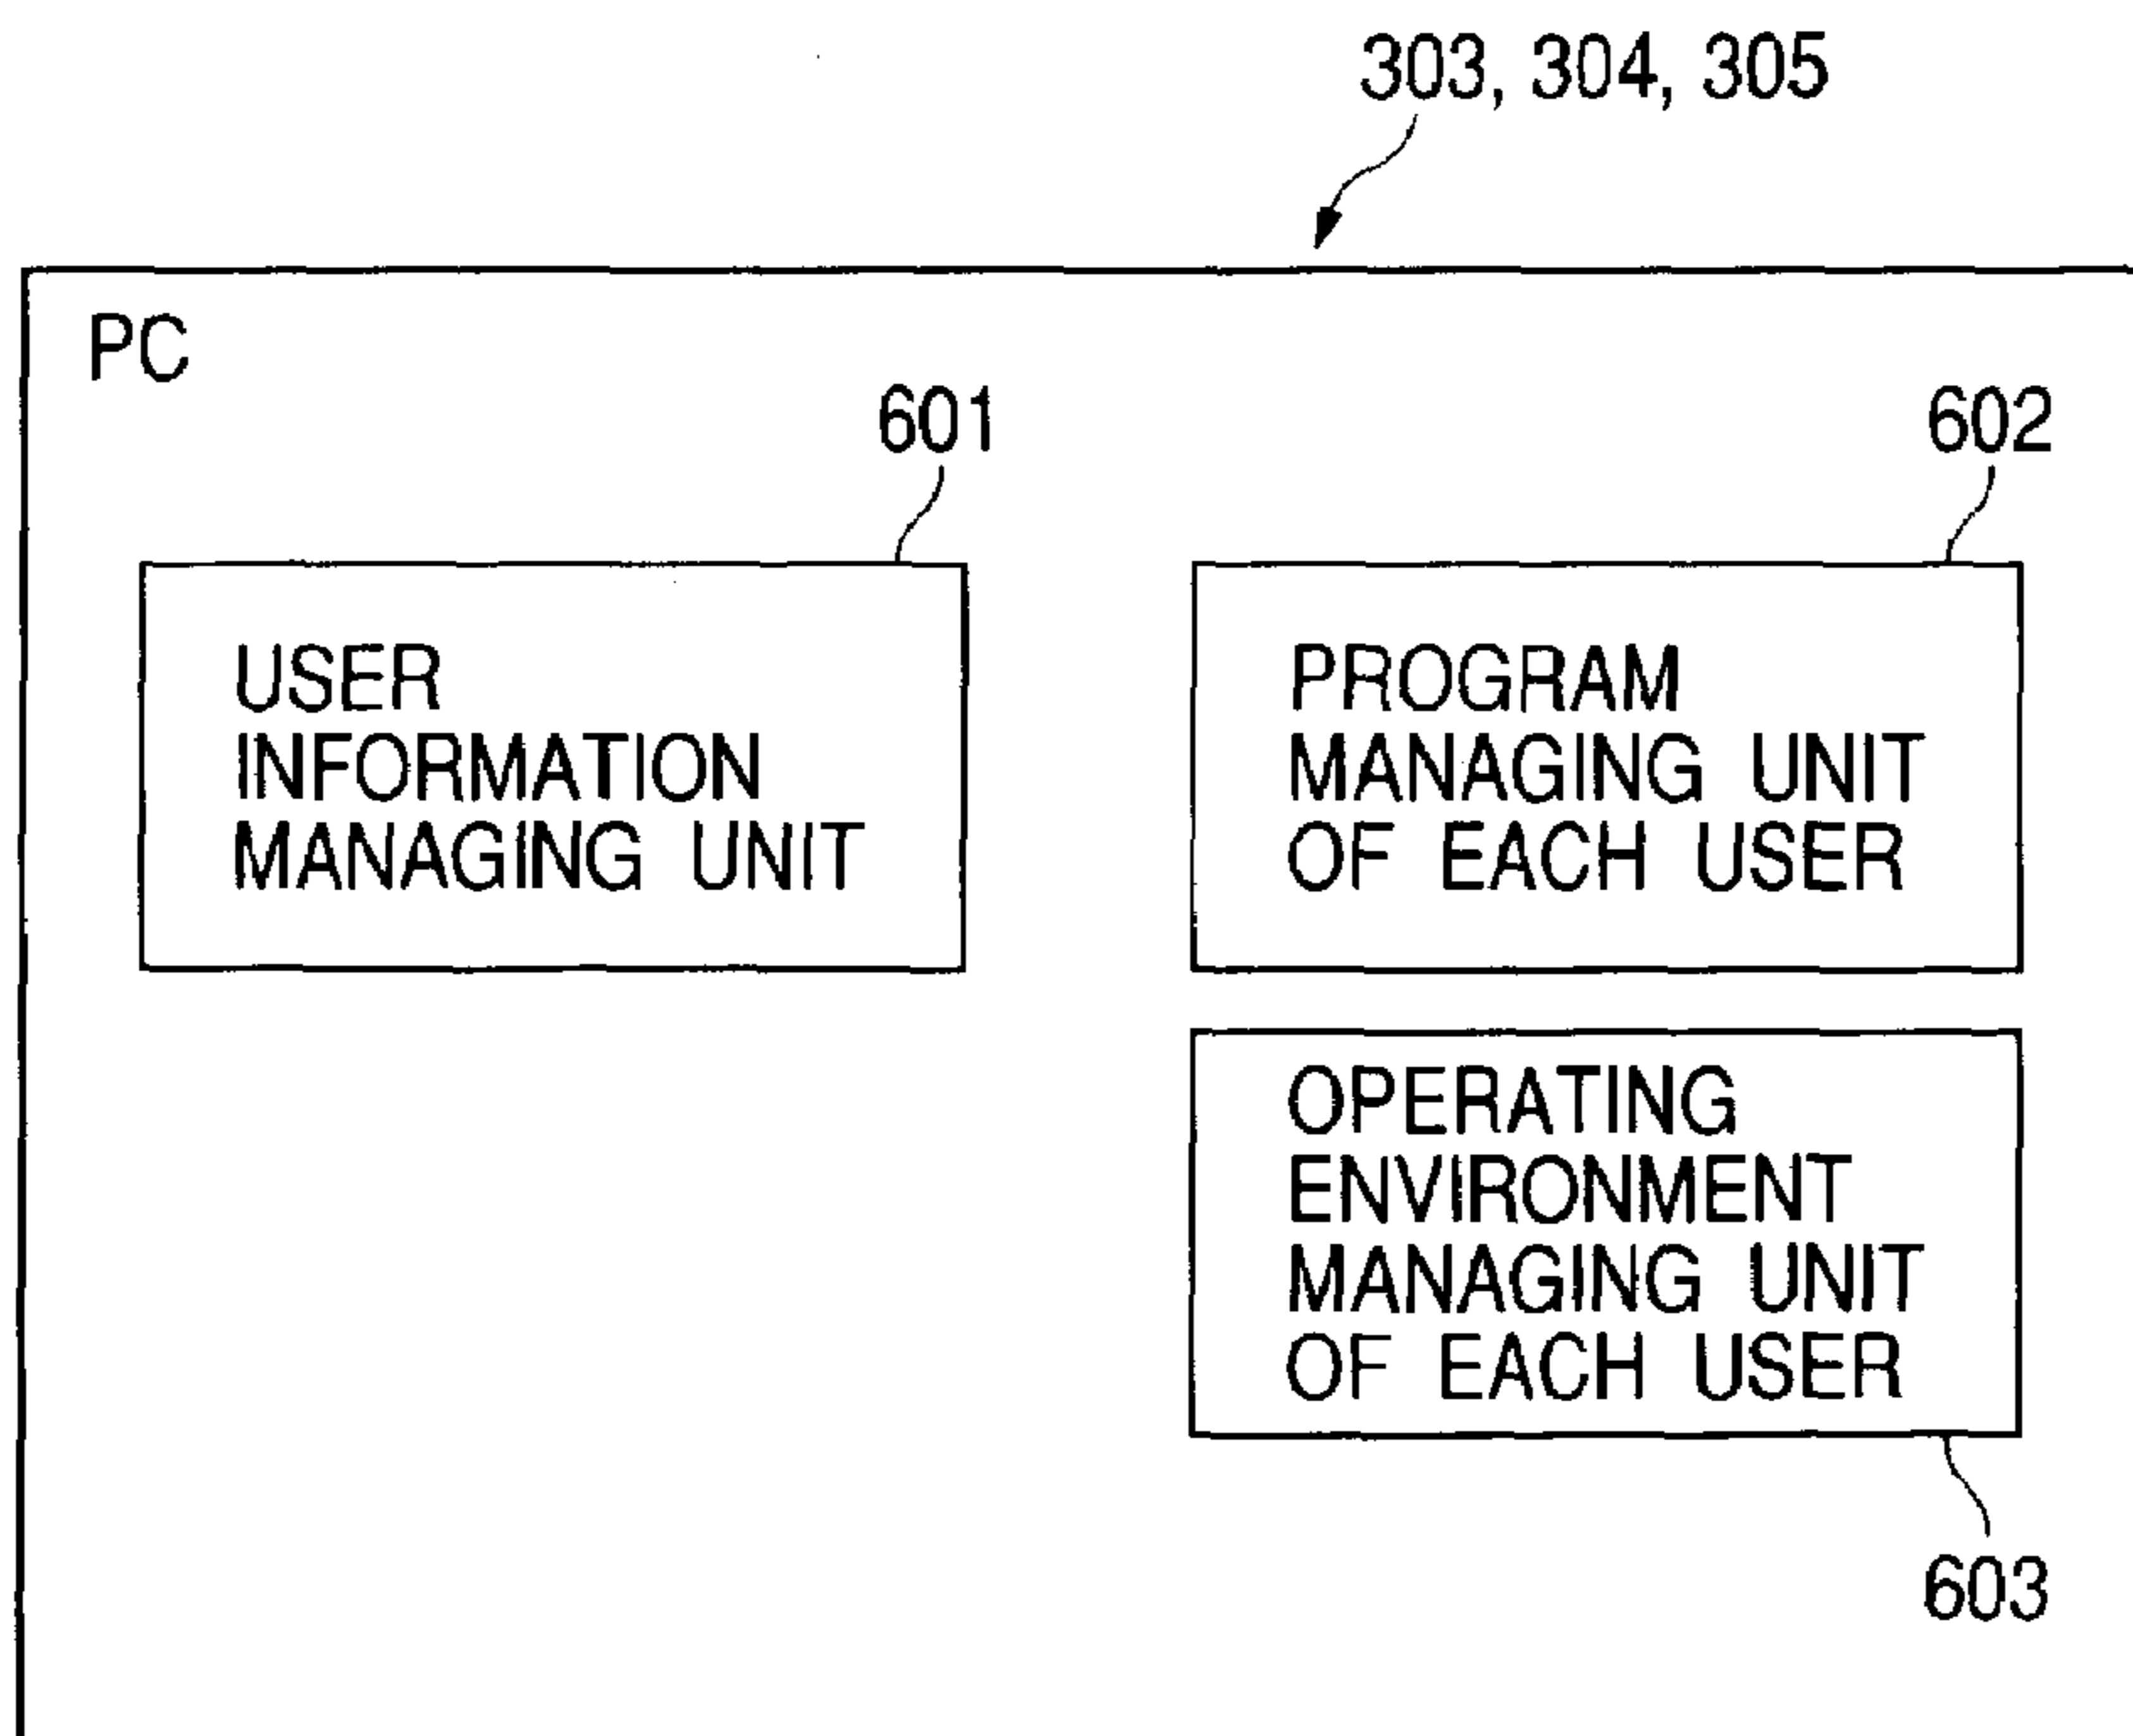 303, 304, 305
PC
601
602
USER
INFORMATION
MANAGING UNIT
PROGRAM
MANAGING UNIT
OF EACH USER
OPERATING
ENVIRONMENT
MANAGING UNIT
OF EACH USER
603